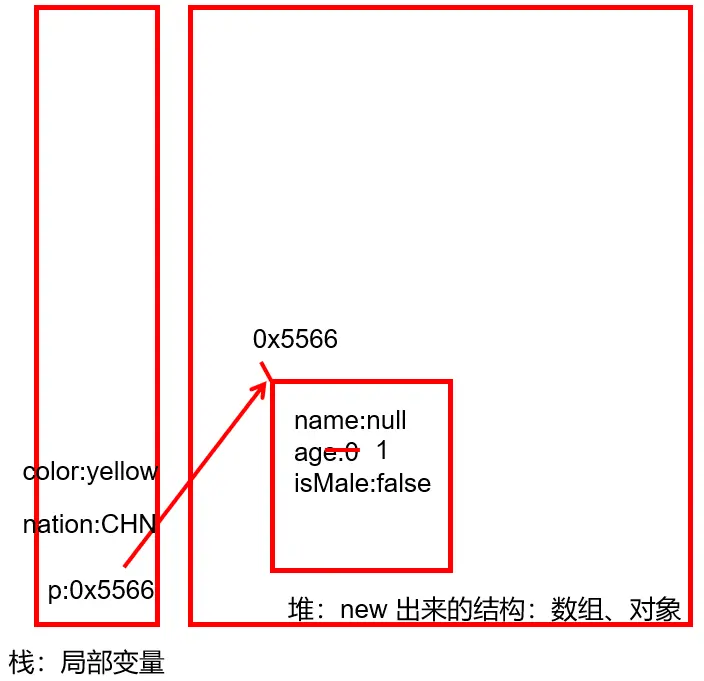 0x5566
name:null
age:0 1
isMale:false
color:yellow
nation:CHN
p:0x5566
堆：new 出来的结构：数组、对象
栈：局部变量